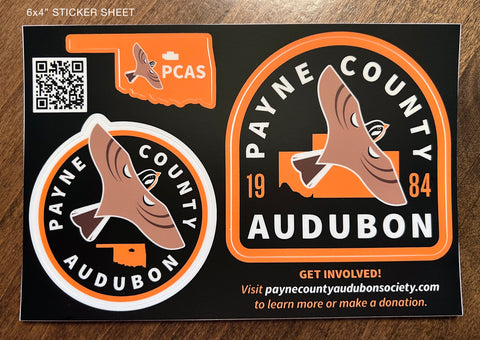 6x4" STICKER SHEET
PCAS
PAYNE COUNTY
AUDUBON
PAYNE COUNTY
19 84
AUDUBON
GET INVOLVED!
Visit paynecountyaudubonsociety.com
to learn more or make a donation.